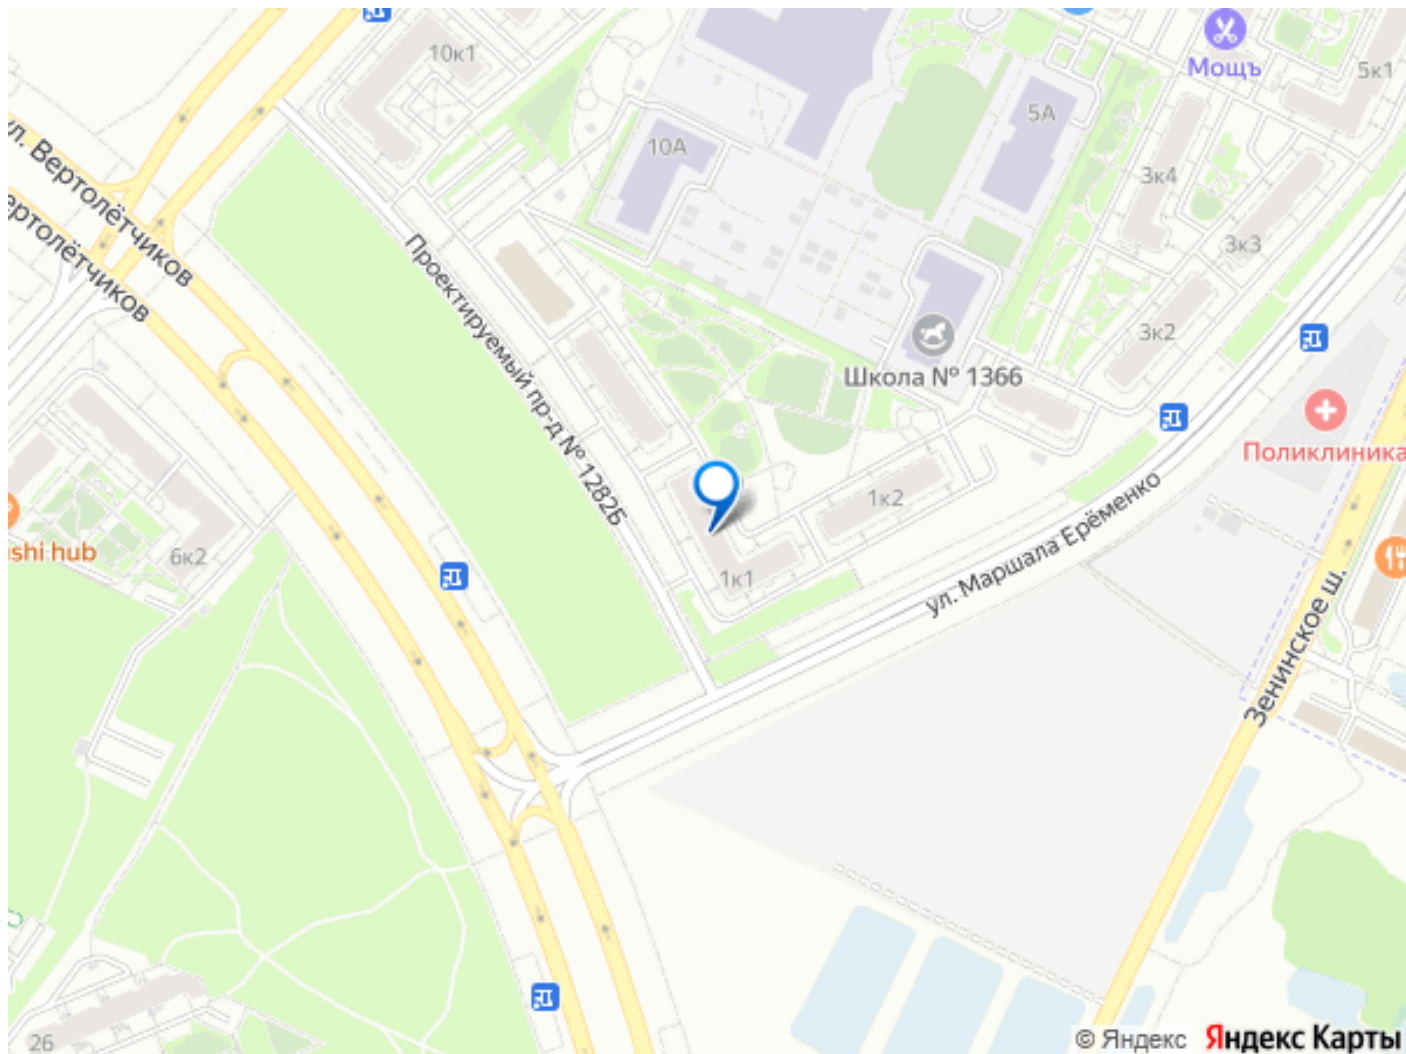 10к1
Мощъ
5к1
5А
10А
3к4
ул. Вертолётчиков
ертолётчиков
3к3
Проектируемый пр-д № 1282Б
3к2
Школа № 1366
Поликлиника
1к2
shi hub
6к2
1к1
ул. Маршала Ерёменко
Зенинское ш.
26
© Яндекс Яндекс Карты